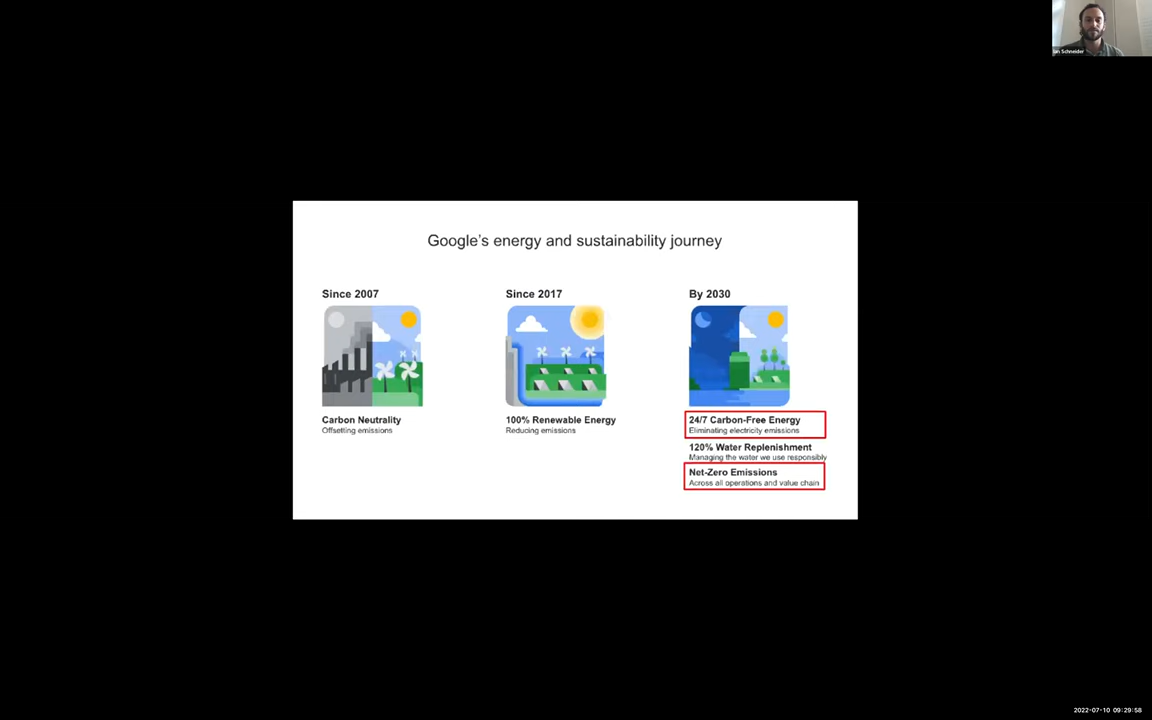 Schneider
Google's energy and sustainability journey
Since 2007
Carbon Neutrality
Offsetting emissions
Since 2017
100% Renewable Energy
Reducing emissions
By 2030
24/7 Carbon-Free Energy
Eliminating electricity emissions
120% Water Replenishment
Managing the water we use responsibly
Net-Zero Emissions
Across all operations and value chain
2022-07-10 09:29:58